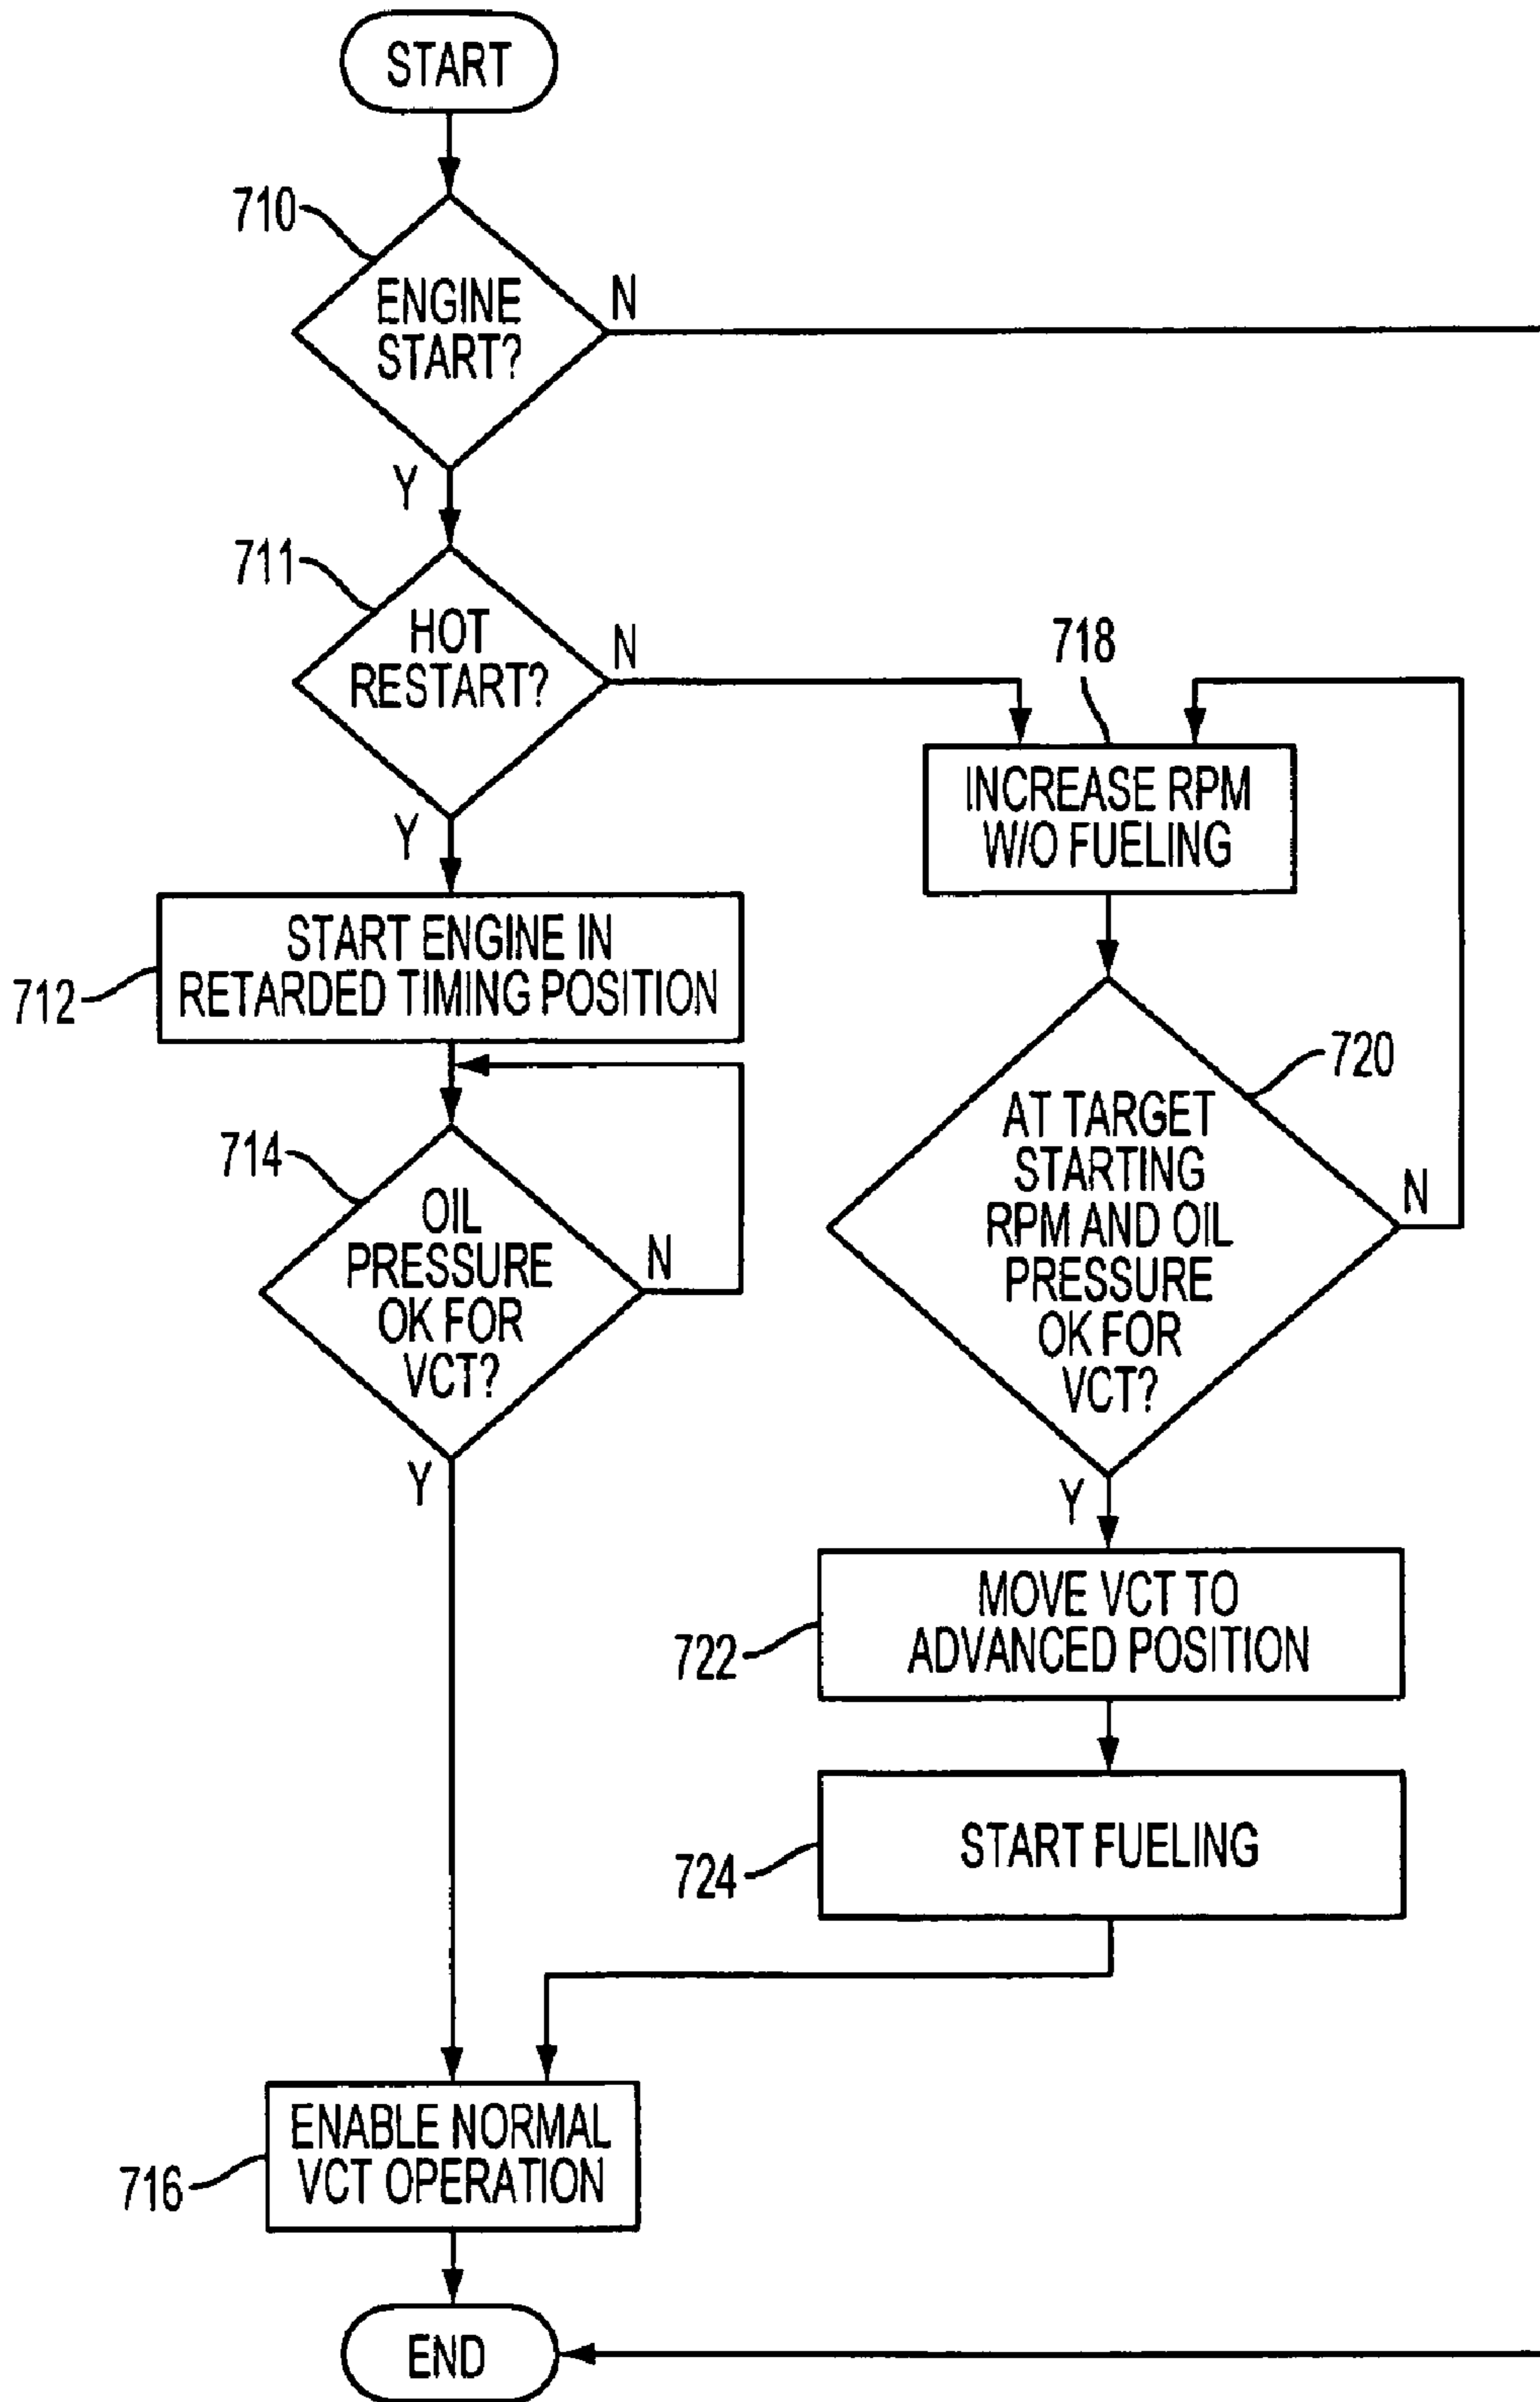 START
710
ENGINE
START?
N
Y
711
HOT
RESTART?
N
Y
718
INCREASE RPM
W/O FUELING
712
START ENGINE IN
RETARDED TIMING POSITION
720
AT TARGET
STARTING
RPM AND OIL
PRESSURE
OK FOR
VCT?
N
Y
714
OIL
PRESSURE
OK FOR
VCT?
N
Y
722
MOVE VCT TO
ADVANCED POSITION
724
START FUELING
716
ENABLE NORMAL
VCT OPERATION
END